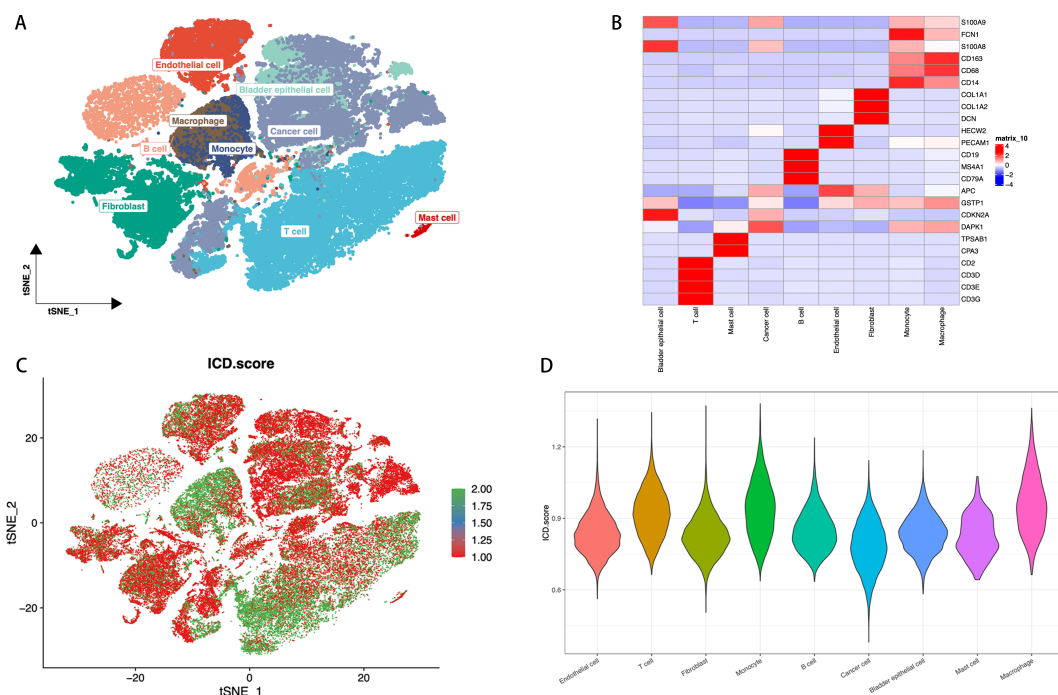 A
Endothelial cell
Bladder epithelial cell
Macrophage
Cancer cell
B cell
Monocyte
Fibroblast
Mast cell
T cell
tSNE_2
tSNE_1
B
S100A9
FCN1
S100A8
CD163
CD68
CD14
COL1A1
COL1A2
DCN
HECW2
PECAM1
CD19
MS4A1
CD79A
APC
GSTP1
CDKN2A
DAPK1
TPSAB1
CPA3
CD2
CD3D
CD3E
CD3G
matrix_10
4
2
0
−2
−4
Bladder epithelial cell
T cell
Mast cell
Cancer cell
B cell
Endothelial cell
Fibroblast
Monocyte
Macrophage
C
ICD.score
tSNE_2
20
0
−20
−20
0
20
tSNE_1
2.00
1.75
1.50
1.25
1.00
D
ICD.score
1.2
0.9
0.6
Endothelial cell
T cell
Fibroblast
Monocyte
B cell
Cancer cell
Bladder epithelial cell
Mast cell
Macrophage